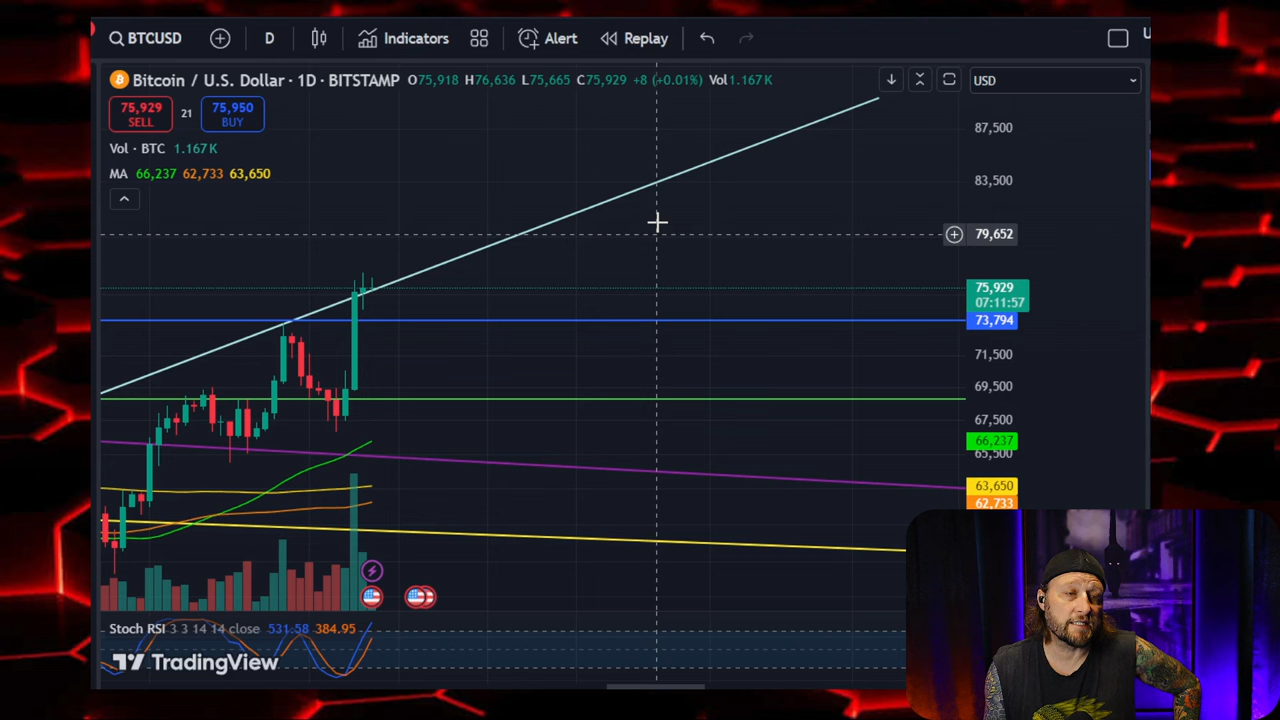 BTCUSD D Indicators Alert Replay U
Bitcoin / U.S. Dollar · 1D · BITSTAMP O75,918 H76,636 L75,665 C75,929 +8 (+0.01%) Vol1.167 K USD
75,929 21 75,950
SELL BUY
Vol · BTC 1.167 K
MA 66,237 62,733 63,650
87,500
83,500
79,652
75,929
07:11:57
73,794
71,500
69,500
67,500
66,237
65,500
63,650
62,733
Stoch RSI 3 3 14 14 close 531.58 384.95
TradingView